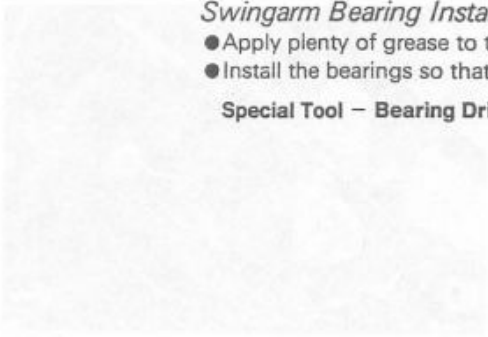 Swingarm Bearing Insta
● Apply plenty of grease to t
● Install the bearings so that
Special Tool – Bearing Dri